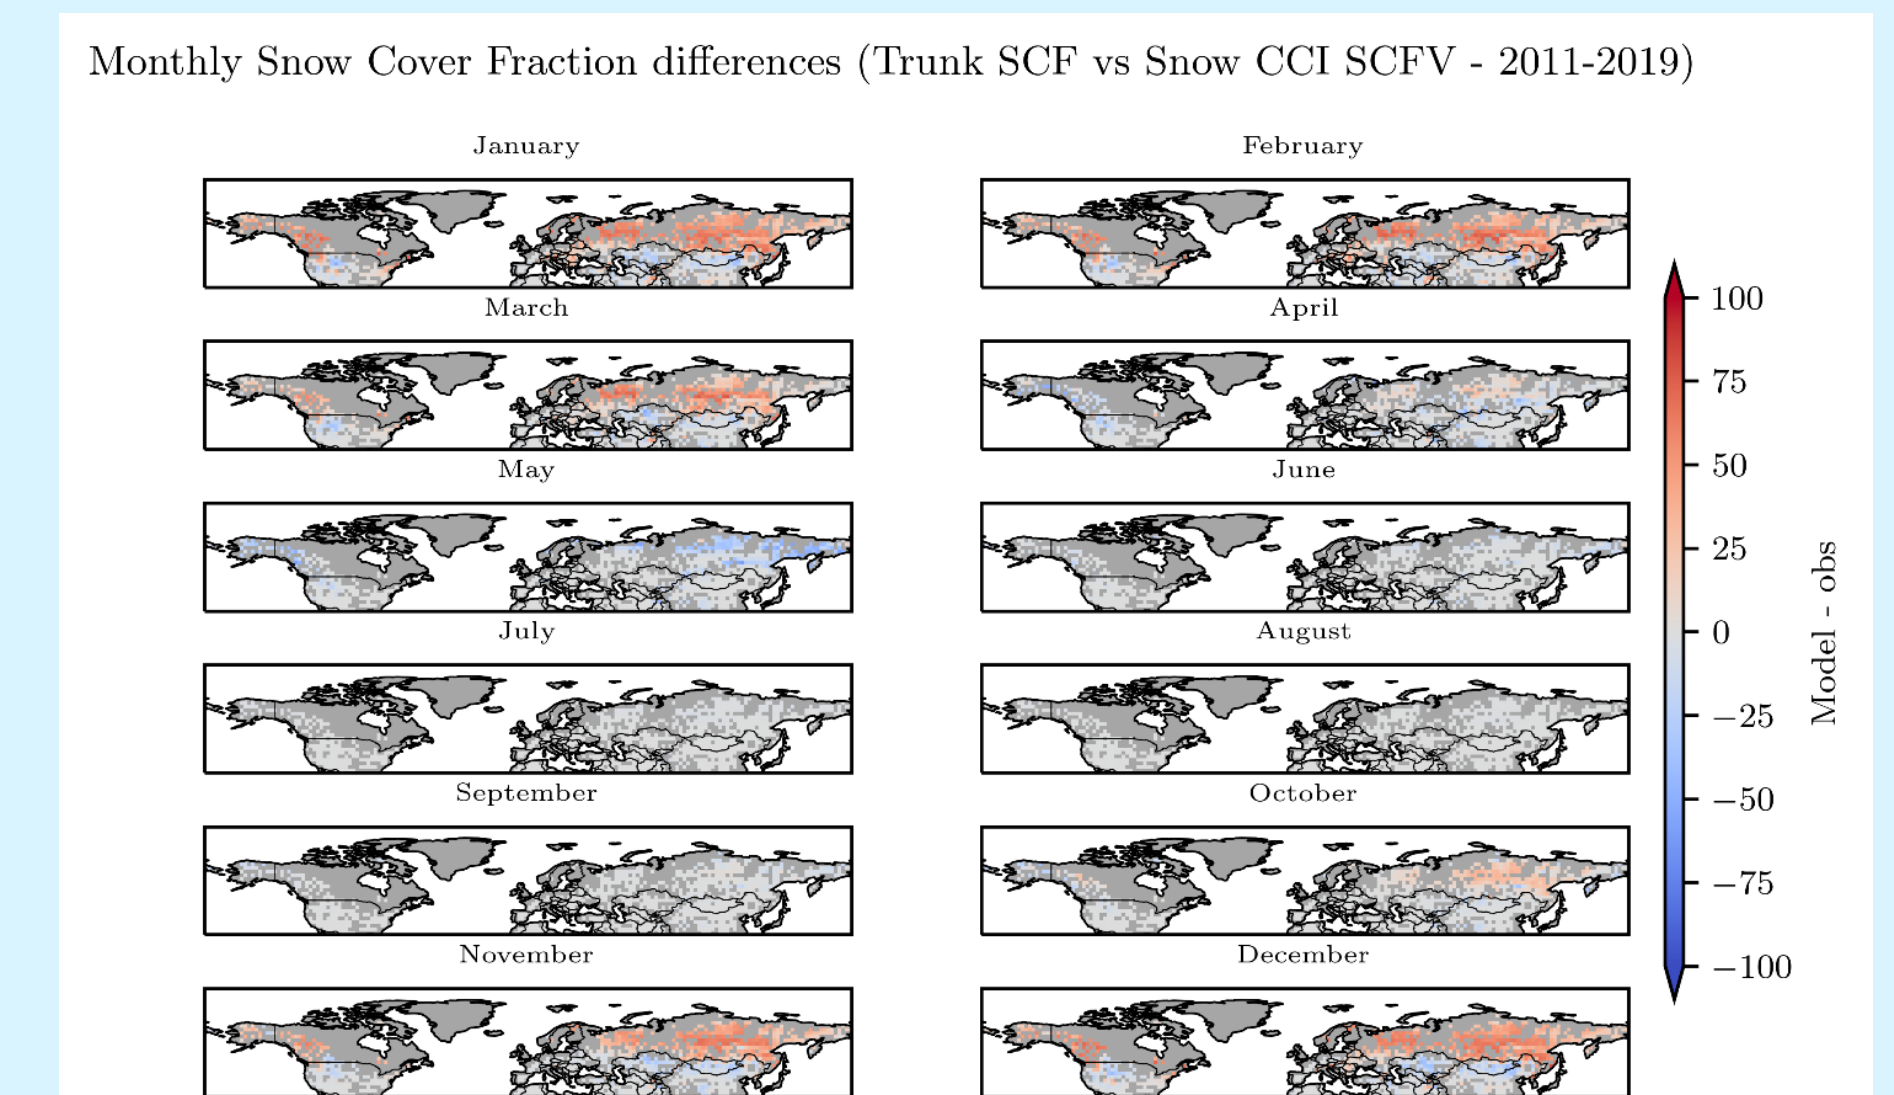 Monthly Snow Cover Fraction differences (Trunk SCF vs Snow CCI SCFV - 2011-2019)
January
February
March
April
May
June
July
August
September
October
November
December
100
75
50
25
0
−25
−50
−75
−100
Model - obs